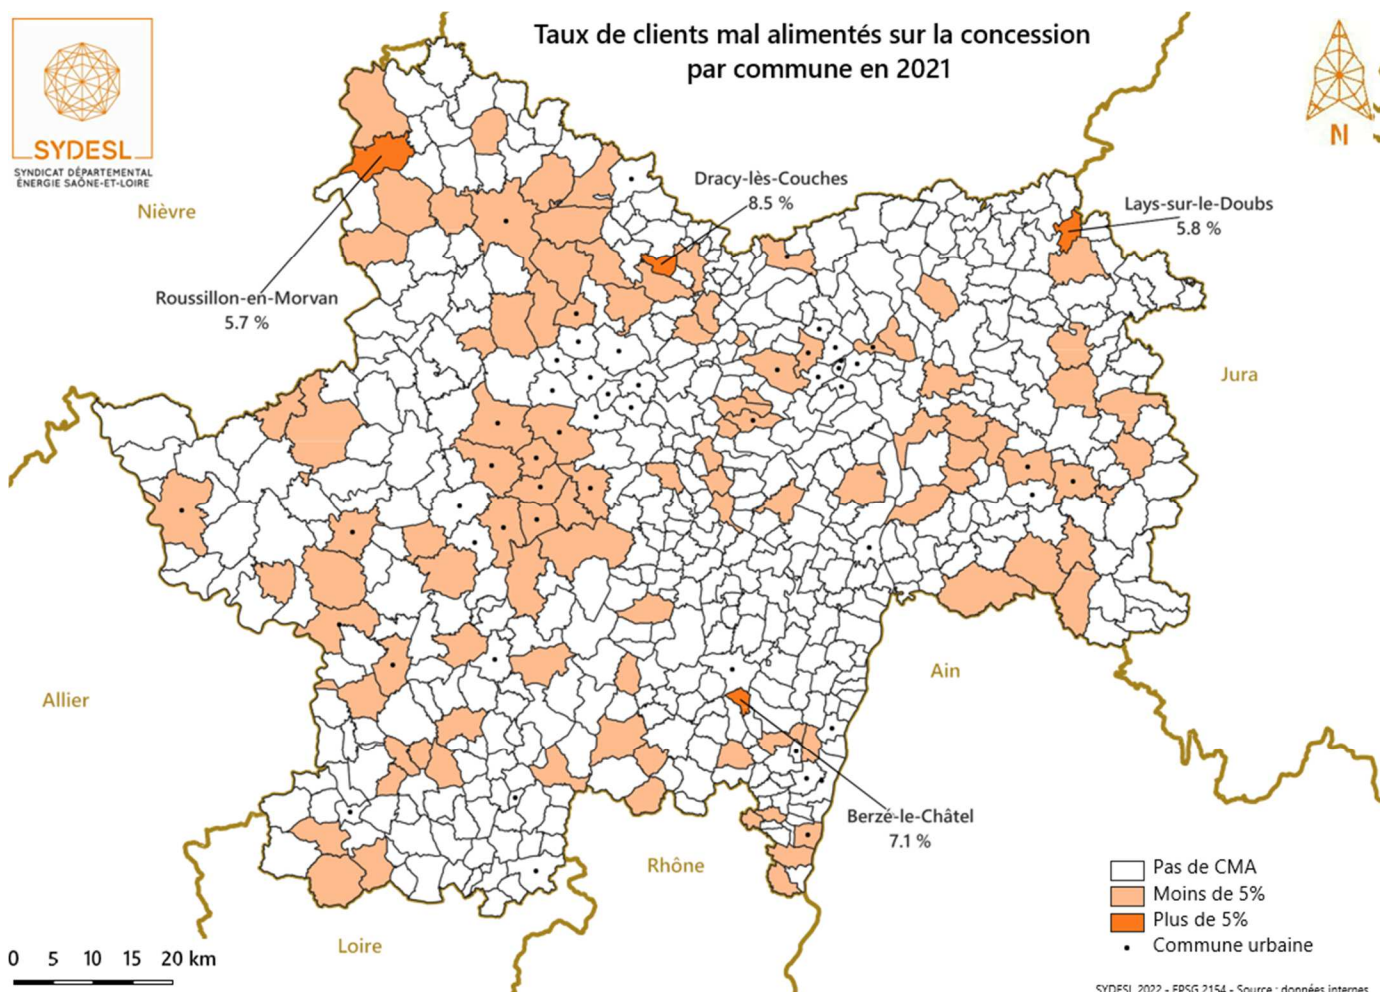 Taux de clients mal alimentés sur la concession
par commune en 2021
SYDESL
SYNDICAT DÉPARTEMENTAL
ÉNERGIE SAÔNE-ET-LOIRE
N
Nièvre
Dracy-lès-Couches
8.5 %
Lays-sur-le-Doubs
5.8 %
Roussillon-en-Morvan
5.7 %
Jura
Allier
Ain
Berzé-le-Châtel
7.1 %
Rhône
Loire
Pas de CMA
Moins de 5%
Plus de 5%
Commune urbaine
0 5 10 15 20 km
SYDESL 2022 - EPSG 2154 - Source : données internes